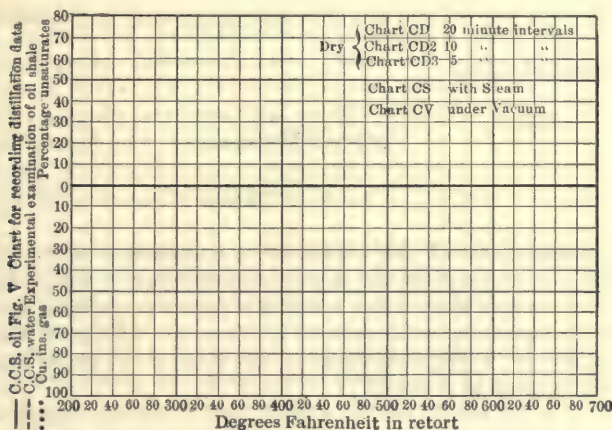 Chart CD 20 minute intervals
Dry { Chart CD2 10 " "
Chart CD3 5 " "
Chart CS with Steam
Chart CV under Vacuum
80
70
60
50
40
30
20
10
0
10
20
30
40
50
60
70
80
90
100
200 20 40 60 80 300 20 40 60 80 400 20 40 60 80 500 20 40 60 80 600 20 40 60 80 700
Degrees Fahrenheit in retort
C.C.S. oil Fig. V Chart for recording distillation data
C.C.S. water Experimental examination of oil shale
Cu. ins. gas Percentage unsaturates